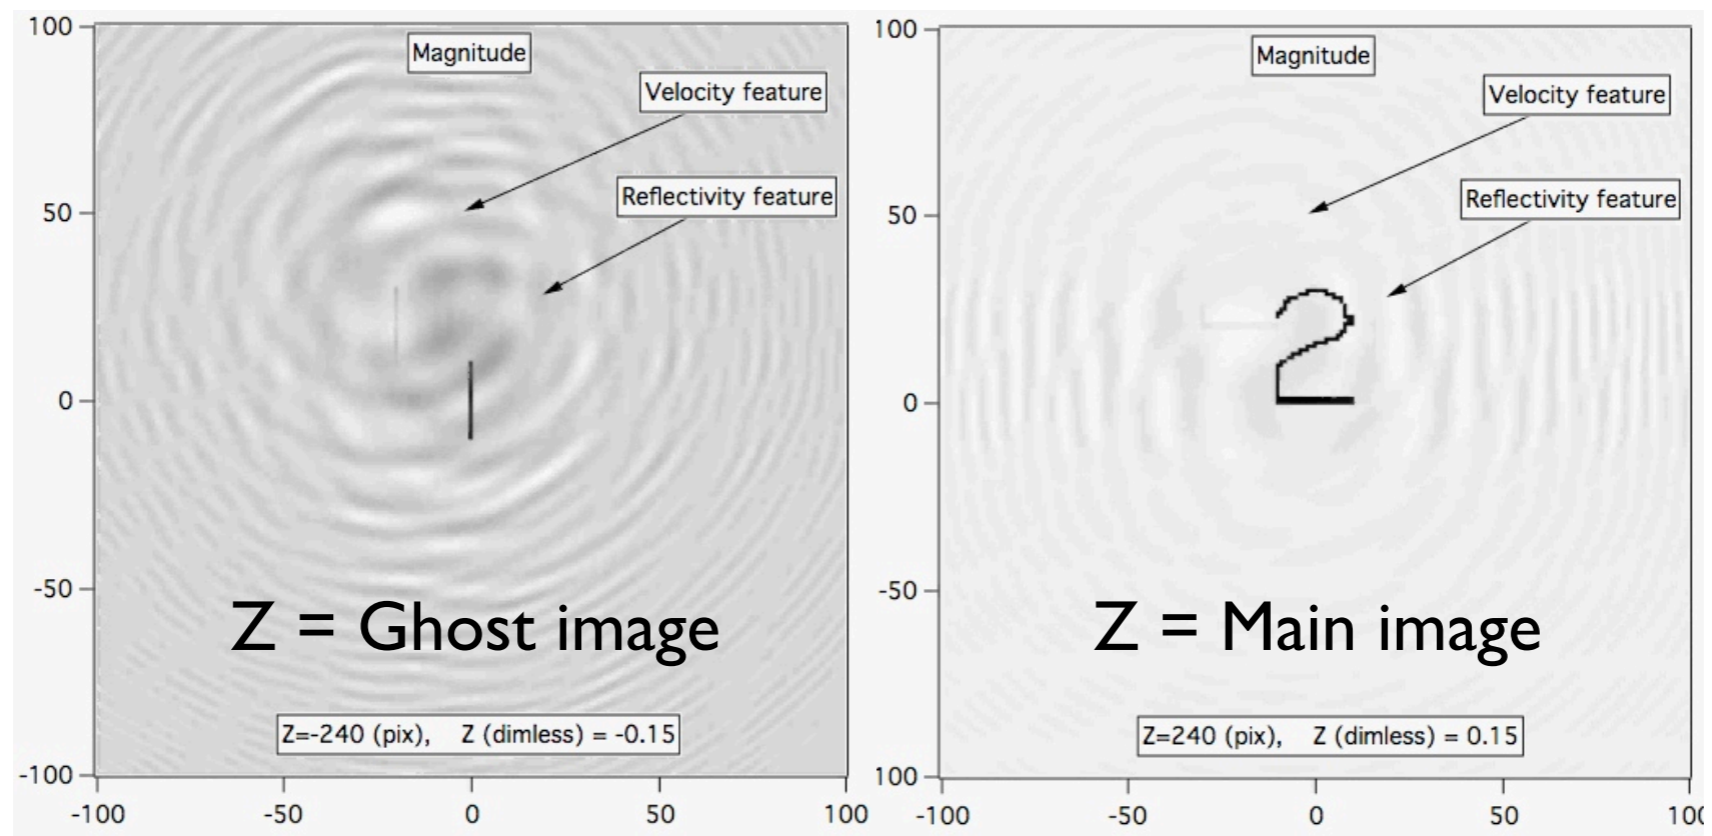 100
Magnitude
Velocity feature
Reflectivity feature
50
0
-50
Z = Ghost image
Z=-240 (pix), Z (dimless) = -0.15
-100
-100 -50 0 50 100
100
Magnitude
Velocity feature
Reflectivity feature
50
0
2
-50
Z = Main image
Z=240 (pix), Z (dimless) = 0.15
100
-100 -50 0 50 100